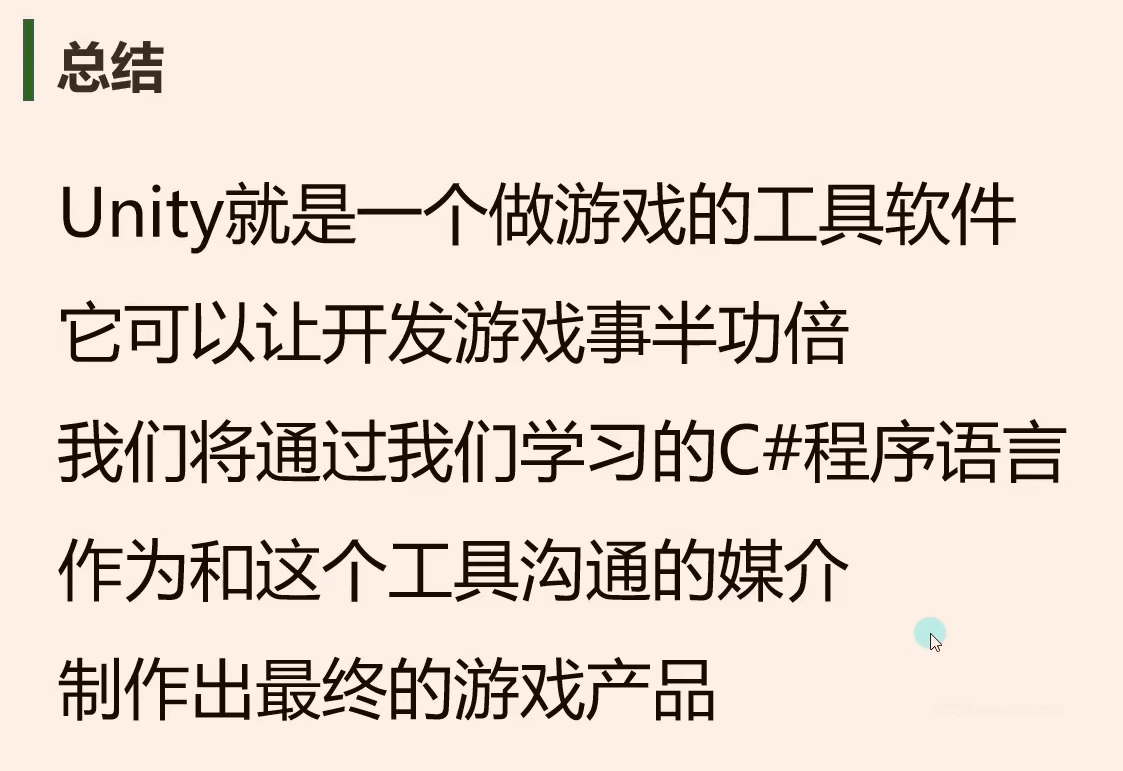 总结
Unity就是一个做游戏的工具软件
它可以让开发游戏事半功倍
我们将通过我们学习的C#程序语言
作为和这个工具沟通的媒介
制作出最终的游戏产品